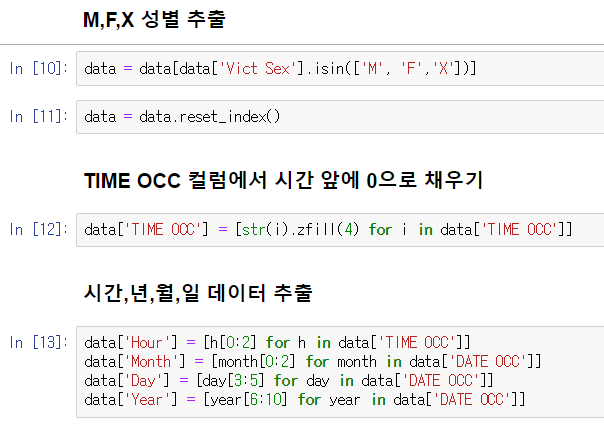 M,F,X 성별 추출
In [10]: data = data[data['Vict Sex'].isin(['M', 'F','X'])]
In [11]: data = data.reset_index()
TIME OCC 컬럼에서 시간 앞에 0으로 채우기
In [12]: data['TIME OCC'] = [str(i).zfill(4) for i in data['TIME OCC']]
시간,년,월,일 데이터 추출
In [13]: data['Hour'] = [h[0:2] for h in data['TIME OCC']]
data['Month'] = [month[0:2] for month in data['DATE OCC']]
data['Day'] = [day[3:5] for day in data['DATE OCC']]
data['Year'] = [year[6:10] for year in data['DATE OCC']]